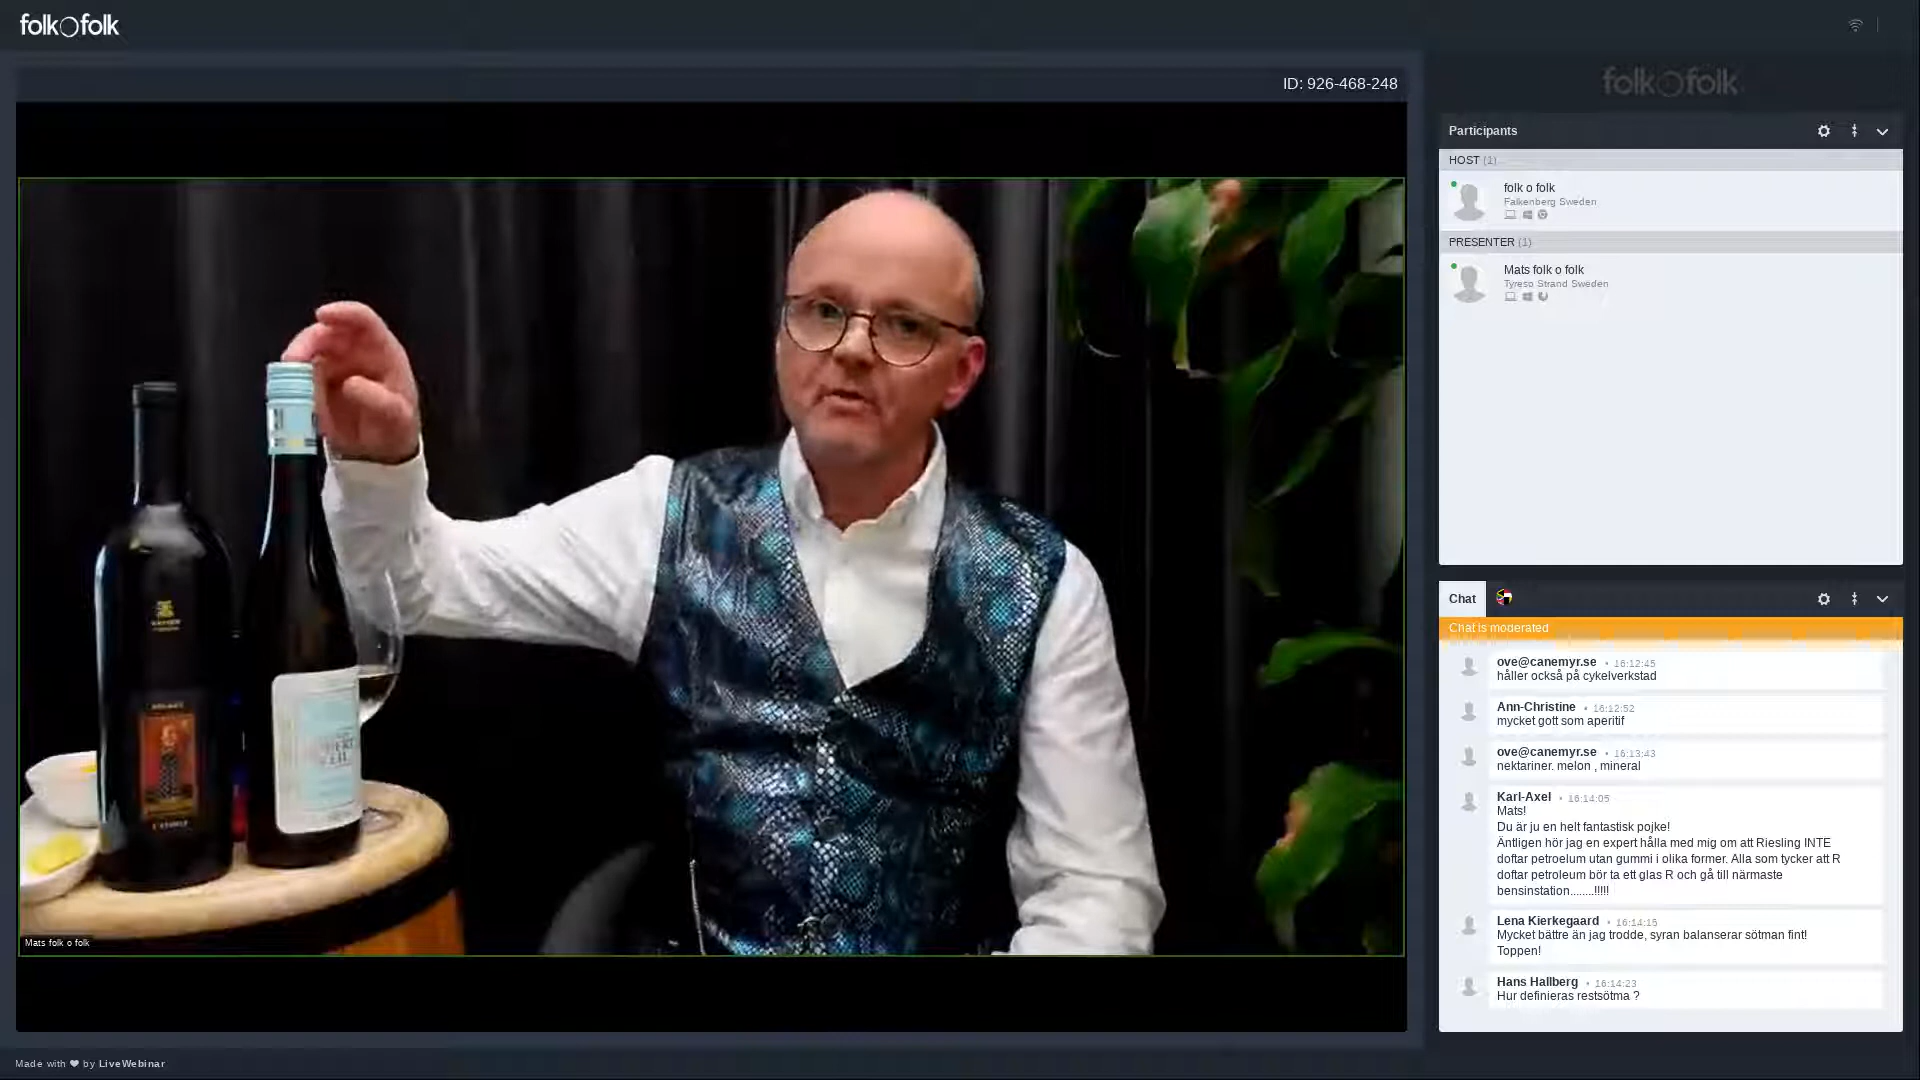 folkofolk
ID: 926-468-248
folkofolk
Participants
HOST (1)
folk o folk
Falkenberg Sweden
PRESENTER (1)
Mats folk o folk
Tyresö Strand Sweden
Chat
Chat is moderated
ove@canemyr.se • 16:12:45
håller också på cykelverkstad
Ann-Christine • 16:12:52
mycket gott som aperitif
ove@canemyr.se • 16:13:43
nektariner. melon , mineral
Karl-Axel • 16:14:05
Mats!
Du är ju en helt fantastisk pojke!
Äntligen hör jag en expert hålla med mig om att Riesling INTE
doftar petroelum utan gummi i olika former. Alla som tycker att R
doftar petroleum bör ta ett glas R och gå till närmaste
bensinstation........!!!!!
Lena Kierkegaard • 16:14:15
Mycket bättre än jag trodde, syran balanserar sötman fint!
Toppen!
Hans Hallberg • 16:14:23
Hur definieras restsötma ?
Mats folk o folk
Made with ❤ by LiveWebinar